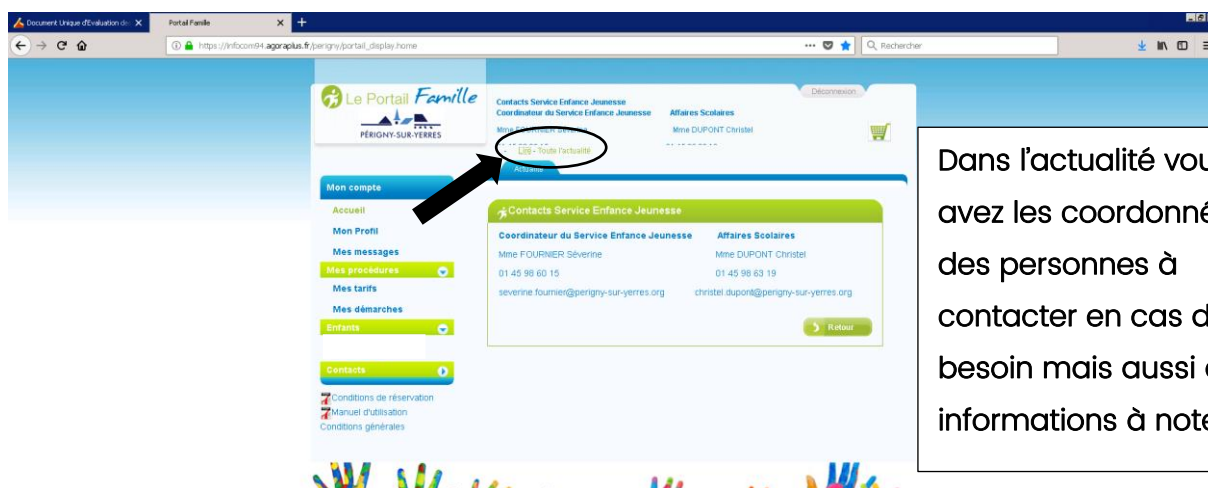 Document Unique d'Evaluation de
Portail Famille
https://infocom94.agoraplus.fr/perigny/portail_display.home
Rechercher
Le Portail Famille
PÉRIGNY-SUR-YERRES
Déconnexion
Contacts Service Enfance Jeunesse
Coordinateur du Service Enfance Jeunesse Affaires Scolaires
Mme FOURNIER Séverine Mme DUPONT Christel
- Toute l'actualité
Actualité
Mon compte
Accueil
Mon Profil
Mes messages
Mes procédures
Mes tarifs
Mes démarches
Enfants
Contacts
Conditions de réservation
Manuel d'utilisation
Conditions générales
Contacts Service Enfance Jeunesse
Coordinateur du Service Enfance Jeunesse Affaires Scolaires
Mme FOURNIER Séverine Mme DUPONT Christel
01 45 98 60 15 01 45 98 63 19
severine.fournier@perigny-sur-yerres.org christel.dupont@perigny-sur-yerres.org
Retour
Dans l'actualité vou
avez les coordonné
des personnes à
contacter en cas d
besoin mais aussi
informations à note